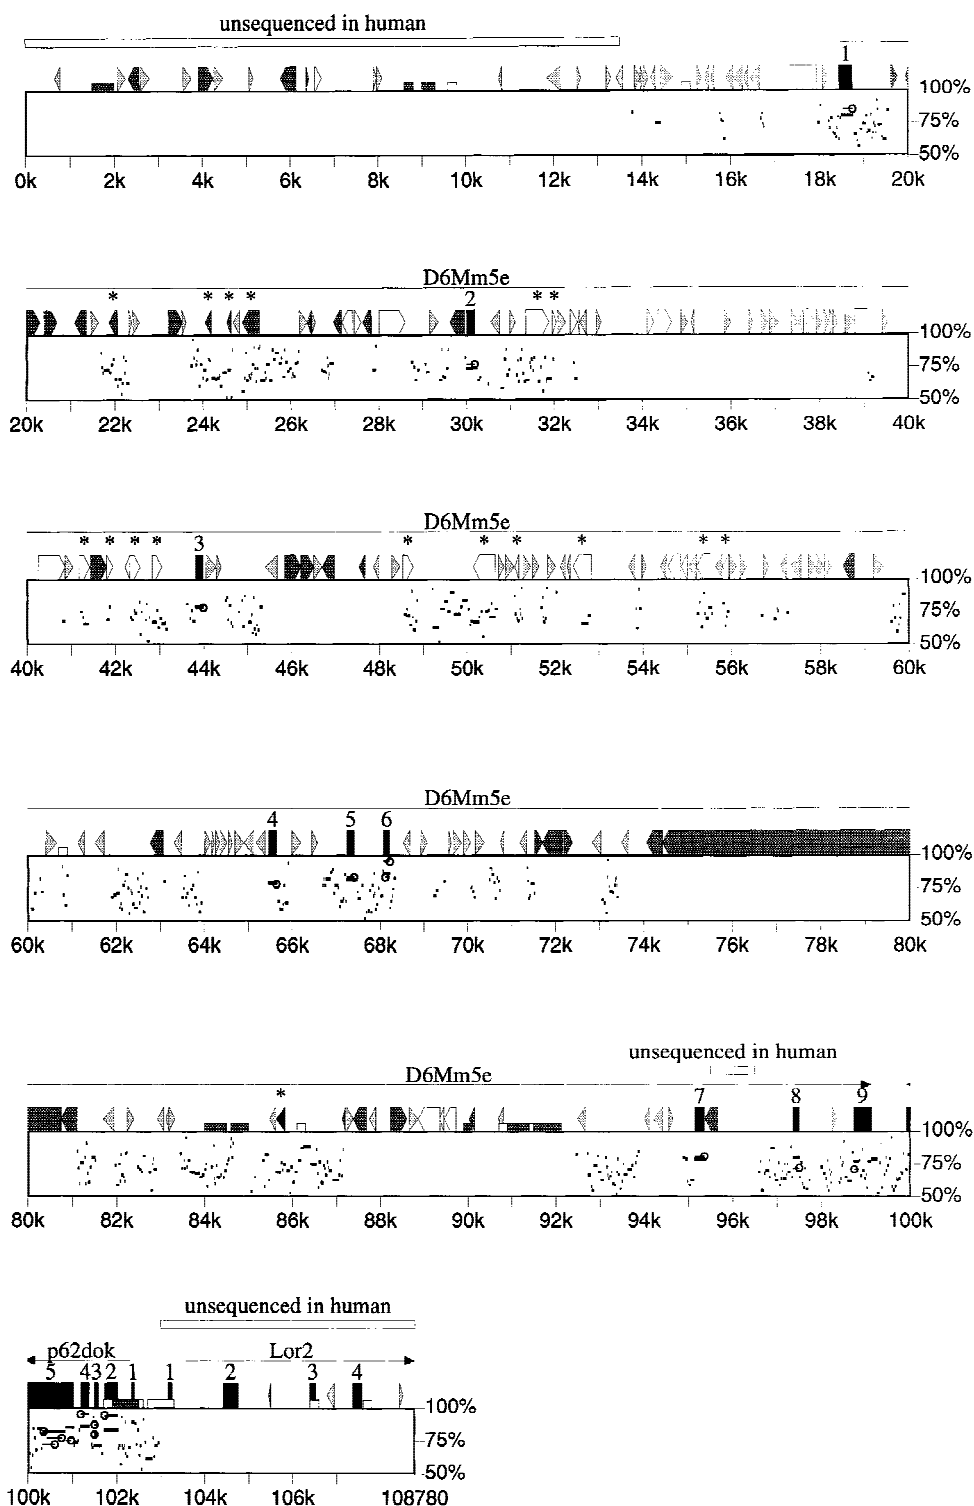 unsequenced in human
1
100%
75%
50%
0k 2k 4k 6k 8k 10k 12k 14k 16k 18k 20k
D6Mm5e
* * * * 2 * *
100%
75%
50%
20k 22k 24k 26k 28k 30k 32k 34k 36k 38k 40k
D6Mm5e
* * * * 3 * * * * * *
100%
75%
50%
40k 42k 44k 46k 48k 50k 52k 54k 56k 58k 60k
D6Mm5e
4 5 6
100%
75%
50%
60k 62k 64k 66k 68k 70k 72k 74k 76k 78k 80k
unsequenced in human
D6Mm5e
* 7 8 9
100%
75%
50%
80k 82k 84k 86k 88k 90k 92k 94k 96k 98k 100k
unsequenced in human
p62dok Lor2
5 4 3 2 1 1 2 3 4
100%
75%
50%
100k 102k 104k 106k 108780